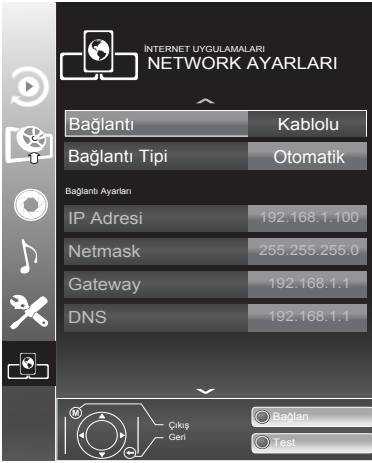 İNTERNET UYGULAMALARI
NETWORK AYARLARI
Bağlantı Kablolu
Bağlantı Tipi Otomatik
Bağlantı Ayarları
IP Adresi 192.168.1.100
Netmask 255.255.255.0
Gateway 192.168.1.1
DNS 192.168.1.1
M
Çıkış
Geri
Bağlan
Test